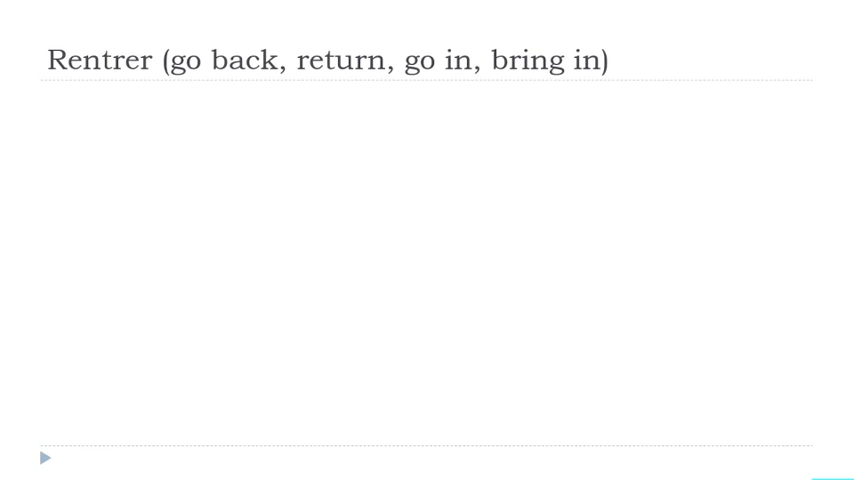 Rentrer (go back, return, go in, bring in)